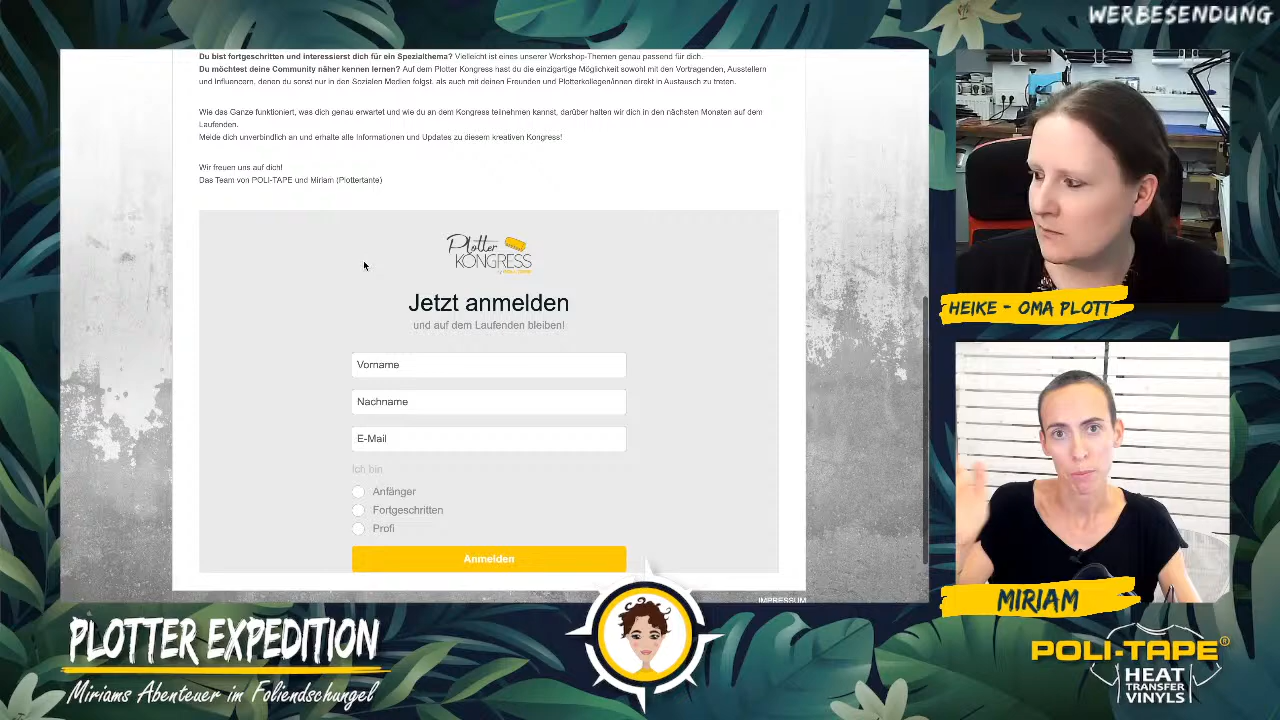 WERBESENDUNG
Du bist fortgeschritten und interessierst dich für ein Spezialthema? Vielleicht ist eines unserer Workshop-Themen genau passend für dich.
Du möchtest deine Community näher kennen lernen? Auf dem Plotter Kongress hast du die einzigartige Möglichkeit sowohl mit den Vortragenden, Ausstellern
und Influencern, denen du sonst nur in den Sozialen Medien folgst, als auch mit deinen Freunden und PlotterkollegenInnen direkt in Austausch zu treten.
Wie das Ganze funktioniert, was dich genau erwartet und wie du an dem Kongress teilnehmen kannst, darüber halten wir dich in den nächsten Monaten auf dem
Laufenden.
Melde dich unverbindlich an und erhalte alle Informationen und Updates zu diesem kreativen Kongress!
Wir freuen uns auf dich!
Das Team von POLI-TAPE und Miriam (Plottertante)
Plotter
KONGRESS
Jetzt anmelden
und auf dem Laufenden bleiben!
Vorname
Nachname
E-Mail
Ich bin
Anfänger
Fortgeschritten
Profi
Anmelden
IMPRESSUM
HEIKE - OMA PLOTT
MIRIAM
PLOTTER EXPEDITION
Miriams Abenteuer im Foliendschungel
POLI-TAPE®
HEAT
TRANSFER
VINYLS